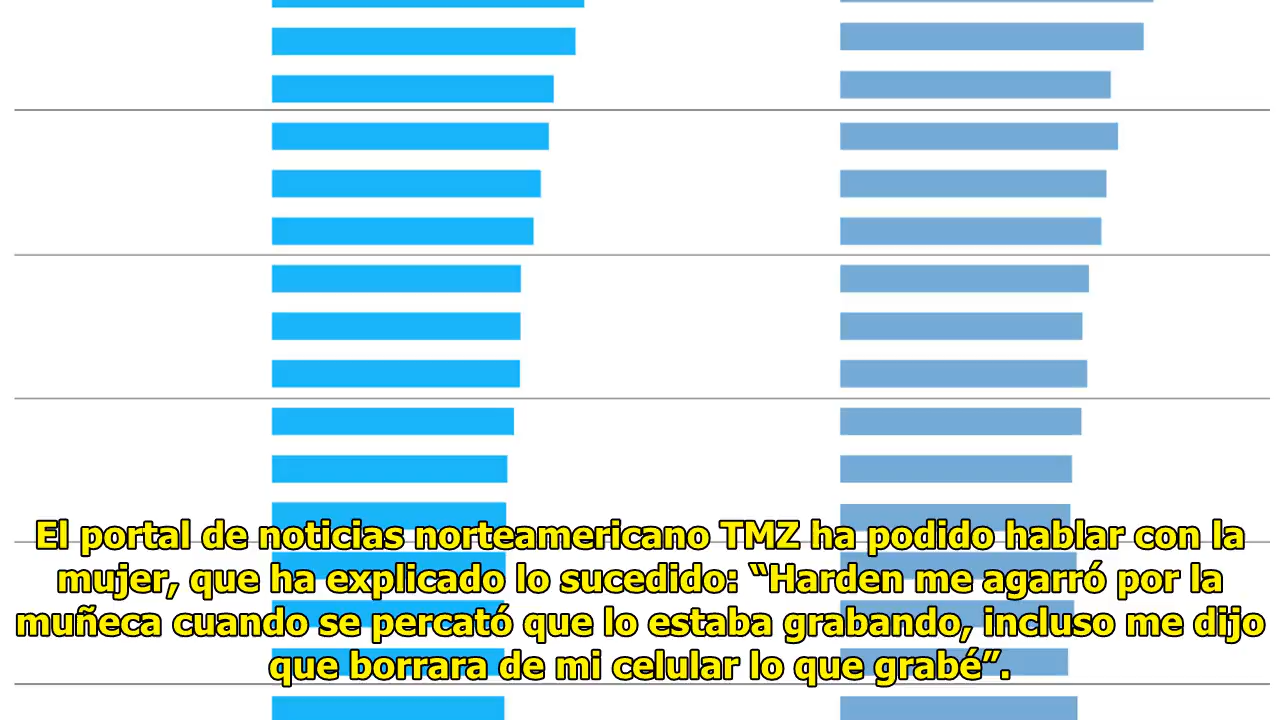 El portal de noticias norteamericano TMZ ha podido hablar con la
mujer, que ha explicado lo sucedido: “Harden me agarró por la
muñeca cuando se percató que lo estaba grabando, incluso me dijo
que borrara de mi celular lo que grabé”.